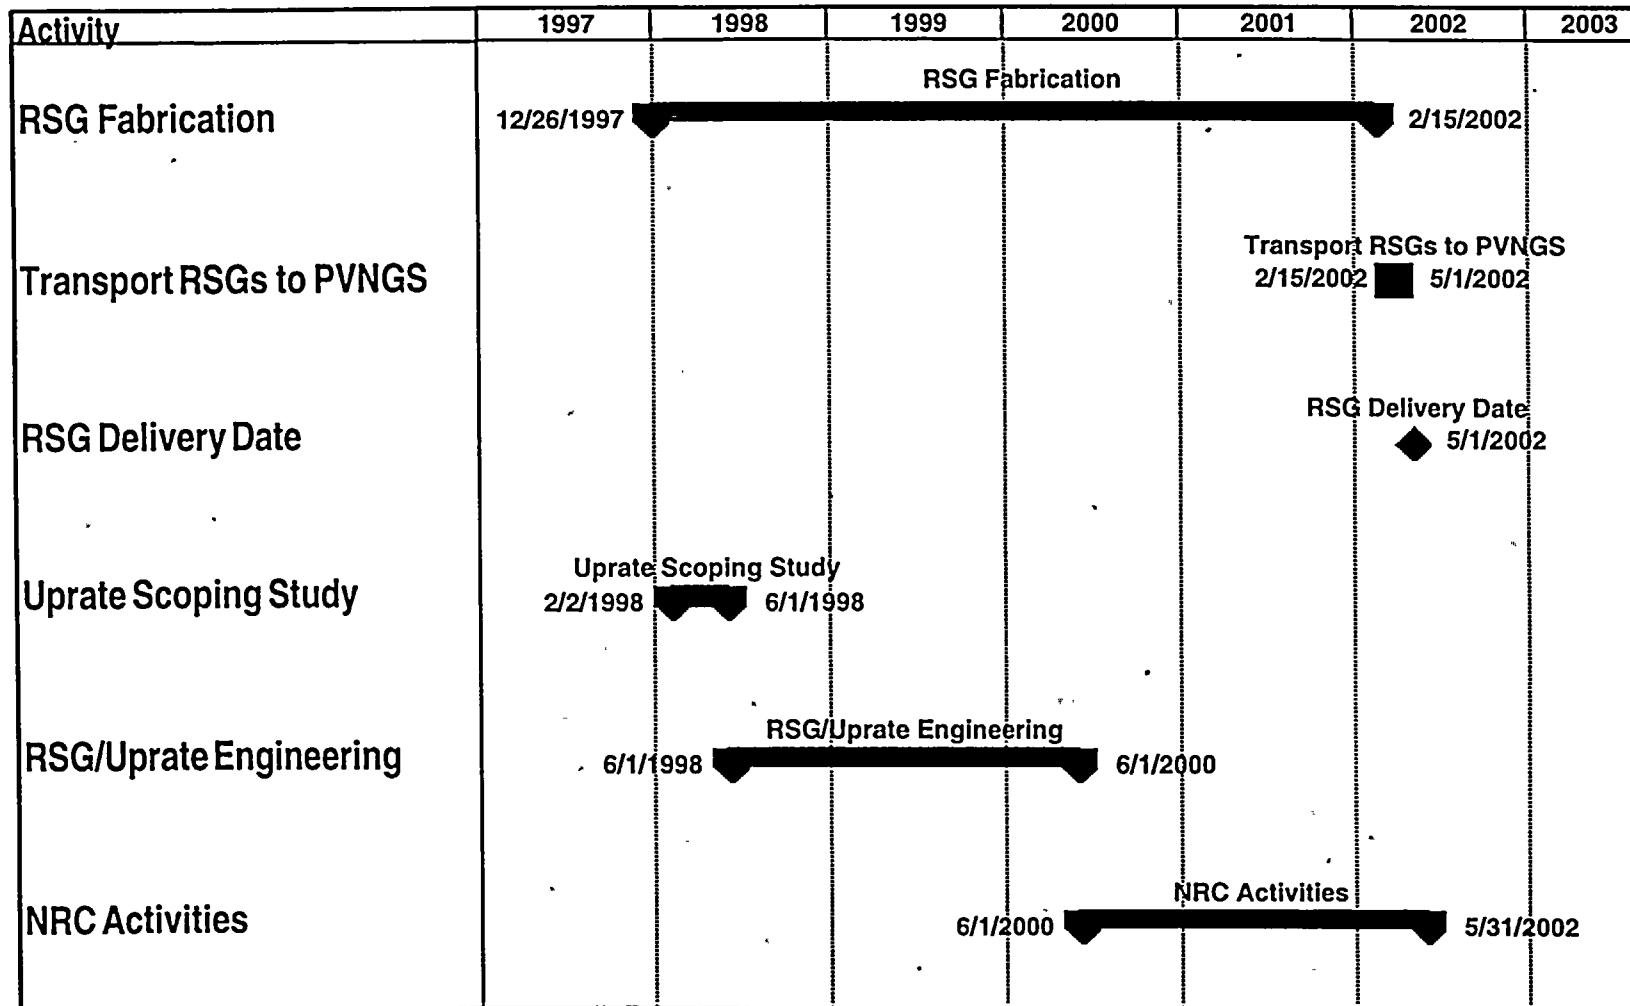 Activity 1997 1998 1999 2000 2001 2002 2003
RSG Fabrication
RSG Fabrication 12/26/1997 2/15/2002
Transport RSGs to PVNGS
Transport RSGs to PVNGS 2/15/2002 5/1/2002
RSG Delivery Date
RSG Delivery Date 5/1/2002
Uprate Scoping Study
Uprate Scoping Study 2/2/1998 6/1/1998
RSG/Uprate Engineering
RSG/Uprate Engineering 6/1/1998 6/1/2000
NRC Activities
NRC Activities 6/1/2000 5/31/2002